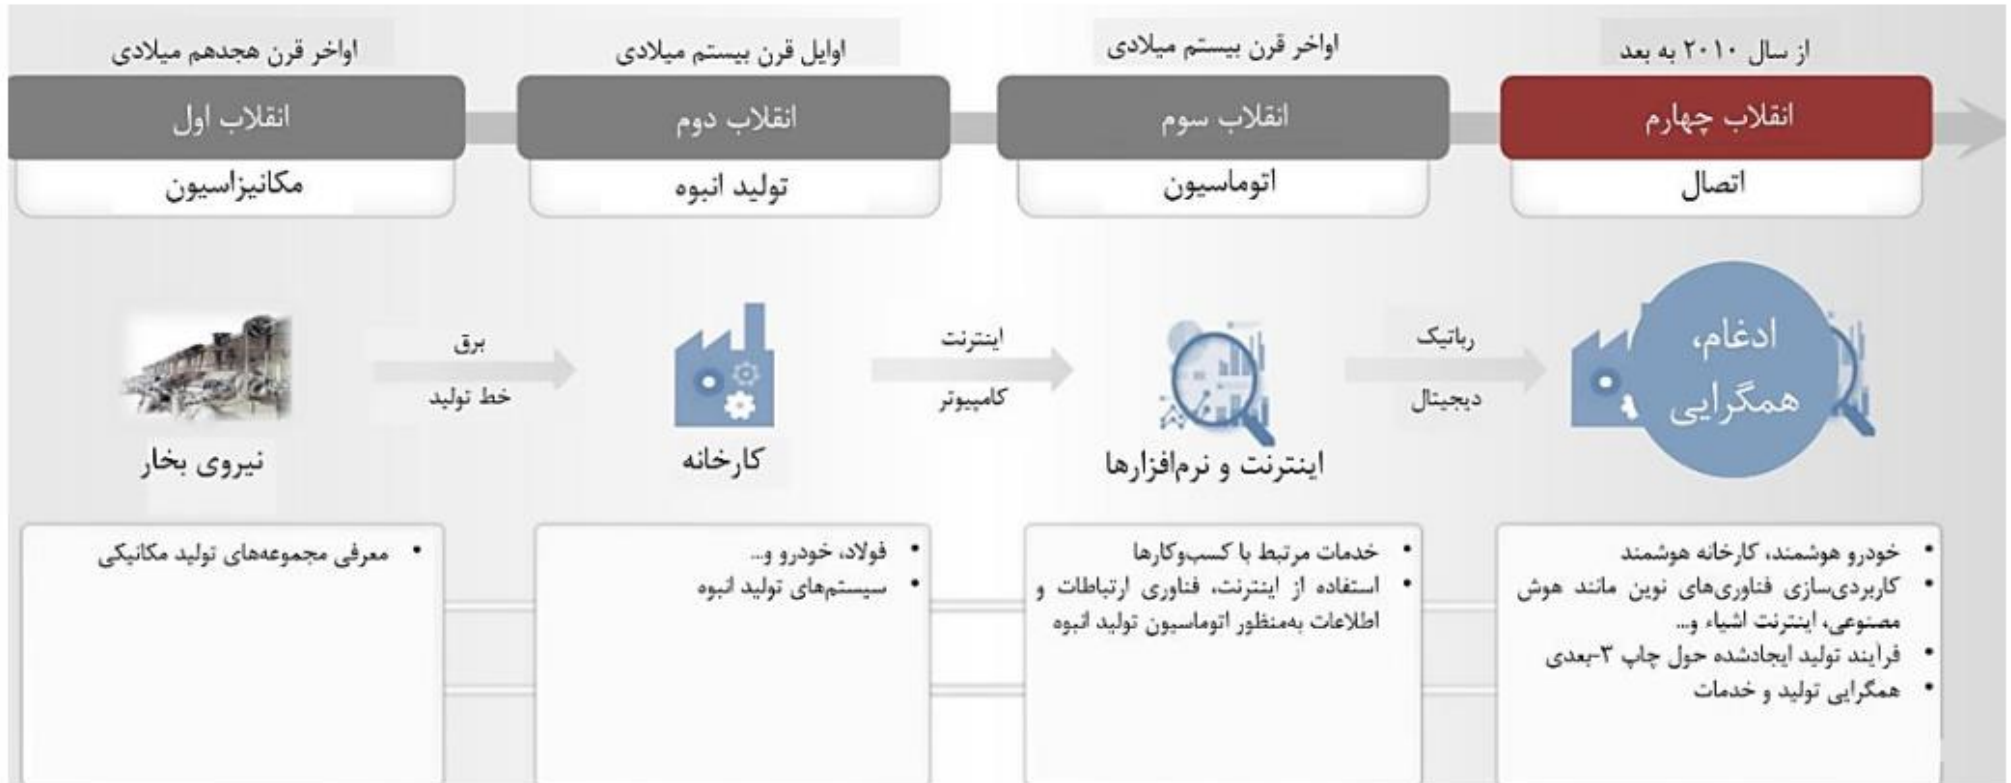 اواخر قرن هجدهم میلادی
انقلاب اول
مکانیزاسیون
اوایل قرن بیستم میلادی
انقلاب دوم
تولید انبوه
اواخر قرن بیستم میلادی
انقلاب سوم
اتوماسیون
از سال ۲۰۱۰ به بعد
انقلاب چهارم
اتصال
نیروی بخار
برق
خط تولید
کارخانه
اینترنت
کامپیوتر
اینترنت و نرم‌افزارها
رباتیک
دیجیتال
ادغام،
همگرایی
• معرفی مجموعه‌های تولید مکانیکی
• فولاد، خودرو و...
• سیستم‌های تولید انبوه
• خدمات مرتبط با کسب‌وکارها
• استفاده از اینترنت، فناوری ارتباطات و
اطلاعات به‌منظور اتوماسیون تولید انبوه
• خودرو هوشمند، کارخانه هوشمند
• کاربردی‌سازی فناوری‌های نوین مانند هوش
مصنوعی، اینترنت اشیاء و...
• فرآیند تولید ایجادشده حول چاپ ۳-بعدی
• همگرایی تولید و خدمات